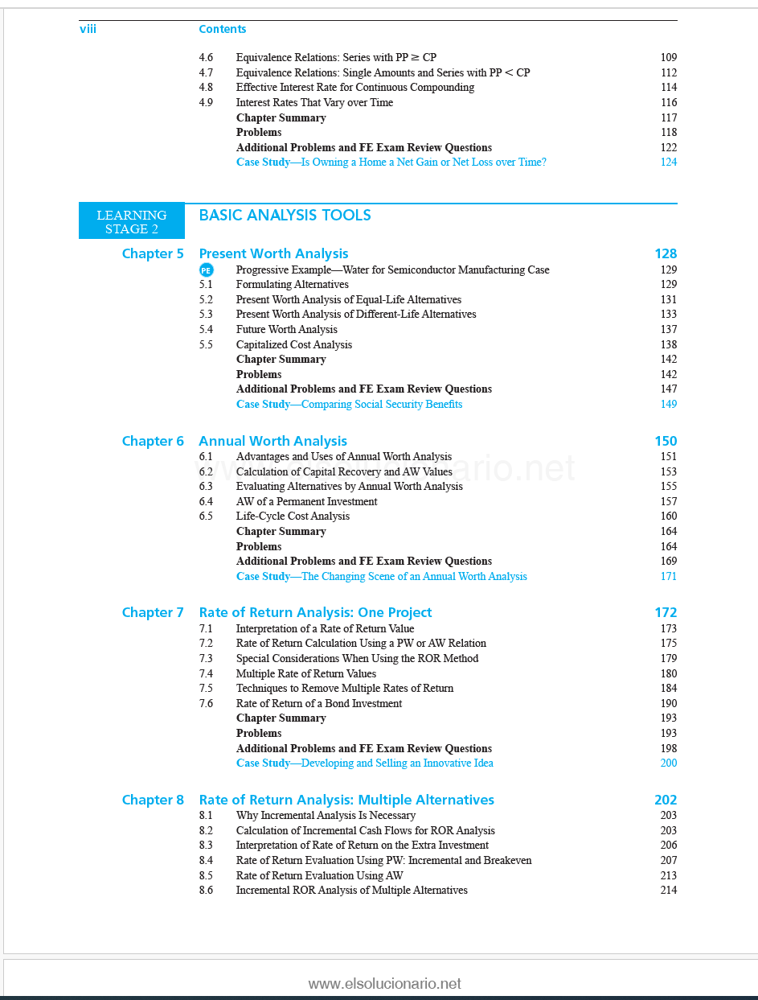 viii Contents
4.6 Equivalence Relations: Series with PP ≥ CP 109
4.7 Equivalence Relations: Single Amounts and Series with PP < CP 112
4.8 Effective Interest Rate for Continuous Compounding 114
4.9 Interest Rates That Vary over Time 116
Chapter Summary 117
Problems 118
Additional Problems and FE Exam Review Questions 122
Case Study—Is Owning a Home a Net Gain or Net Loss over Time? 124
LEARNING
STAGE 2
BASIC ANALYSIS TOOLS
Chapter 5 Present Worth Analysis 128
PE Progressive Example—Water for Semiconductor Manufacturing Case 129
5.1 Formulating Alternatives 129
5.2 Present Worth Analysis of Equal-Life Alternatives 131
5.3 Present Worth Analysis of Different-Life Alternatives 133
5.4 Future Worth Analysis 137
5.5 Capitalized Cost Analysis 138
Chapter Summary 142
Problems 142
Additional Problems and FE Exam Review Questions 147
Case Study—Comparing Social Security Benefits 149
Chapter 6 Annual Worth Analysis 150
6.1 Advantages and Uses of Annual Worth Analysis 151
www.elsolucionario.net
6.2 Calculation of Capital Recovery and AW Values 153
6.3 Evaluating Alternatives by Annual Worth Analysis 155
6.4 AW of a Permanent Investment 157
6.5 Life-Cycle Cost Analysis 160
Chapter Summary 164
Problems 164
Additional Problems and FE Exam Review Questions 169
Case Study—The Changing Scene of an Annual Worth Analysis 171
Chapter 7 Rate of Return Analysis: One Project 172
7.1 Interpretation of a Rate of Return Value 173
7.2 Rate of Return Calculation Using a PW or AW Relation 175
7.3 Special Considerations When Using the ROR Method 179
7.4 Multiple Rate of Return Values 180
7.5 Techniques to Remove Multiple Rates of Return 184
7.6 Rate of Return of a Bond Investment 190
Chapter Summary 193
Problems 193
Additional Problems and FE Exam Review Questions 198
Case Study—Developing and Selling an Innovative Idea 200
Chapter 8 Rate of Return Analysis: Multiple Alternatives 202
8.1 Why Incremental Analysis Is Necessary 203
8.2 Calculation of Incremental Cash Flows for ROR Analysis 203
8.3 Interpretation of Rate of Return on the Extra Investment 206
8.4 Rate of Return Evaluation Using PW: Incremental and Breakeven 207
8.5 Rate of Return Evaluation Using AW 213
8.6 Incremental ROR Analysis of Multiple Alternatives 214
www.elsolucionario.net